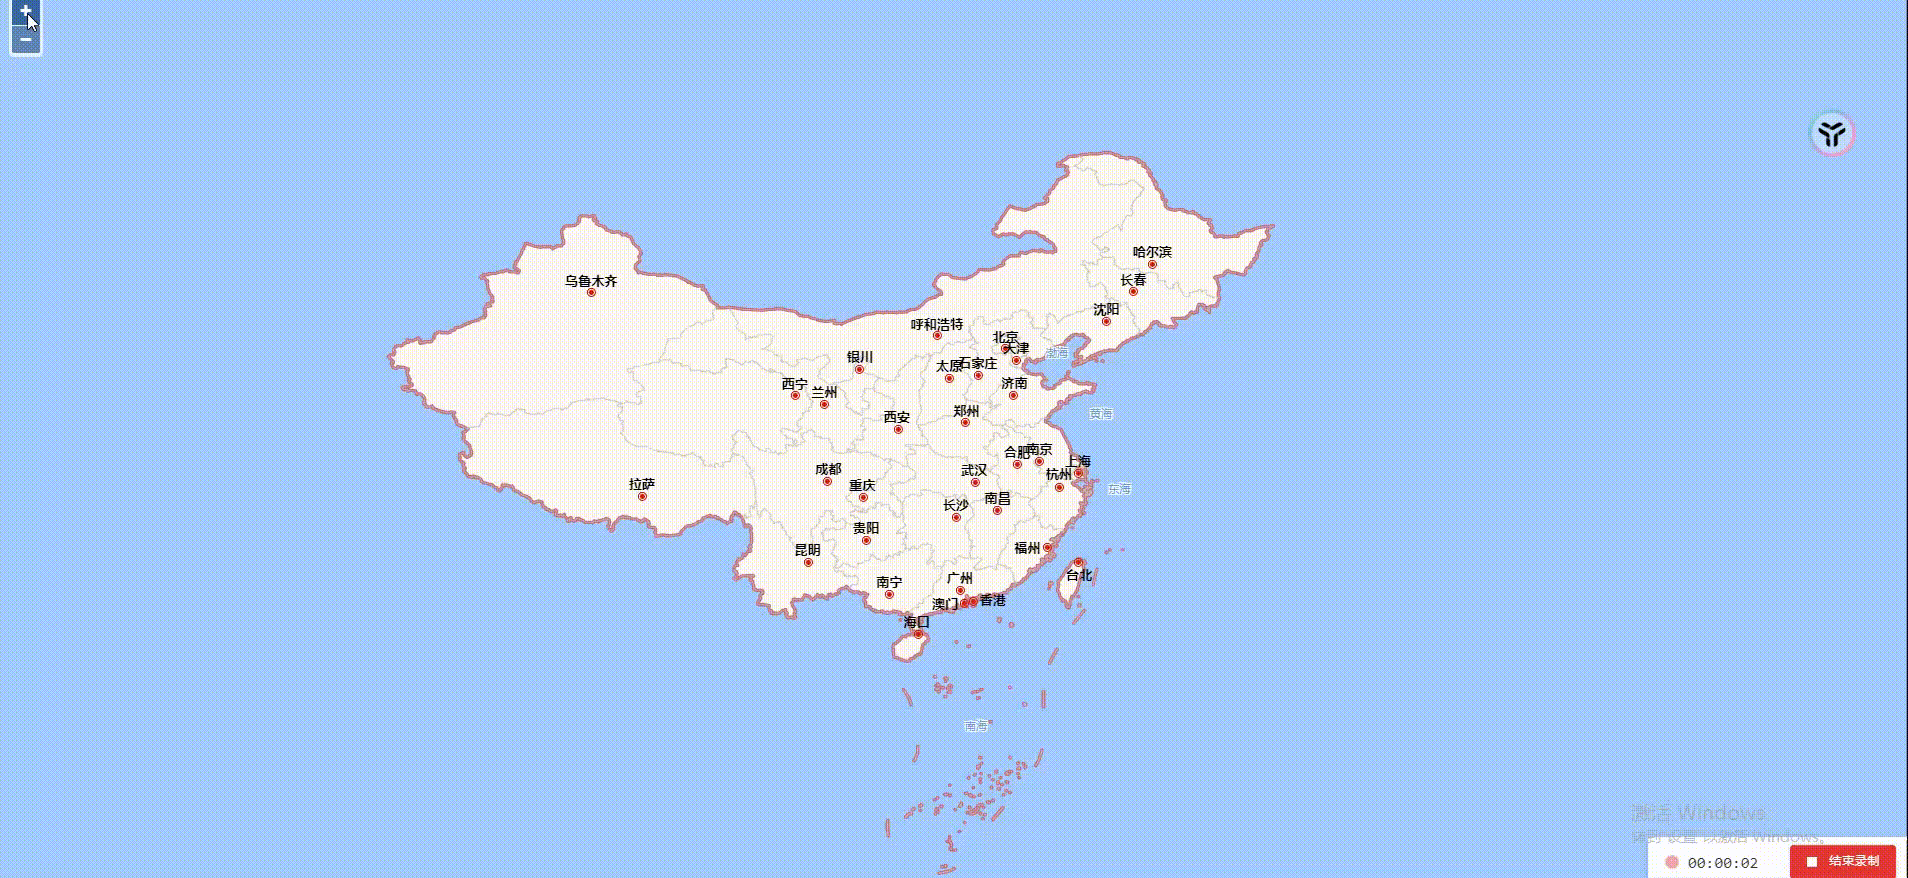 +
−
哈尔滨
乌鲁木齐
长春
沈阳
呼和浩特
北京
天津
渤海
银川
太原
石家庄
西宁
兰州
济南
郑州
黄海
西安
合肥
南京
上海
成都
武汉
杭州
拉萨
重庆
东海
长沙
南昌
贵阳
昆明
福州
南宁
广州
台北
澳门
香港
海口
南海
激活 Windows
转到"设置"以激活 Windows。
00:00:02
结束录制